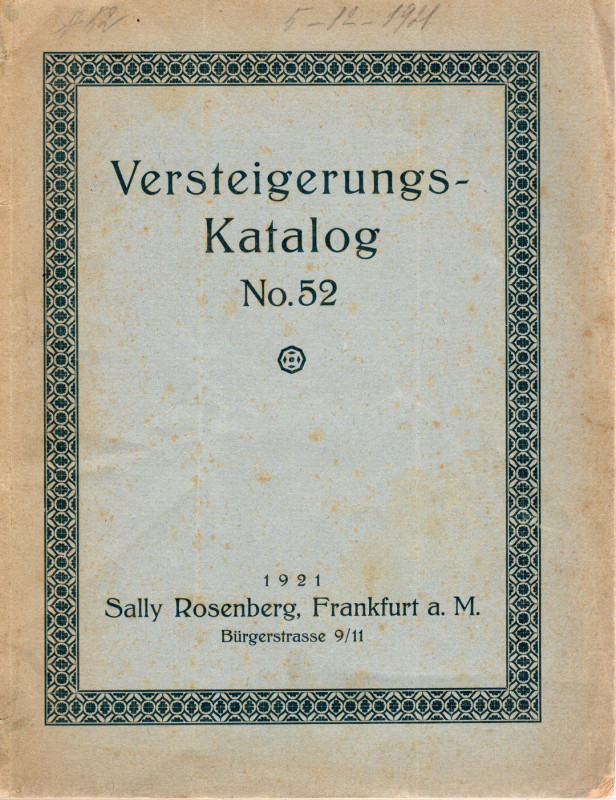 5-12-1921
Versteigerungs-
Katalog
No. 52
1921
Sally Rosenberg, Frankfurt a. M.
Bürgerstrasse 9/11